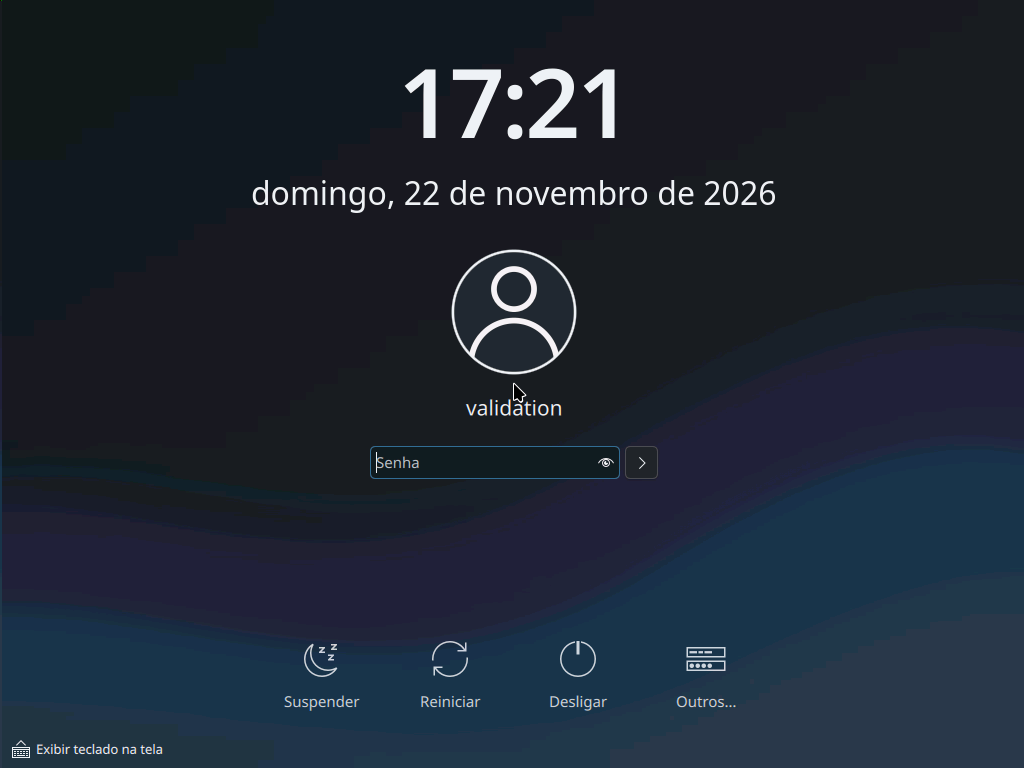 17:21
domingo, 22 de novembro de 2026
validation
Senha
Suspender
Reiniciar
Desligar
Outros...
Exibir teclado na tela